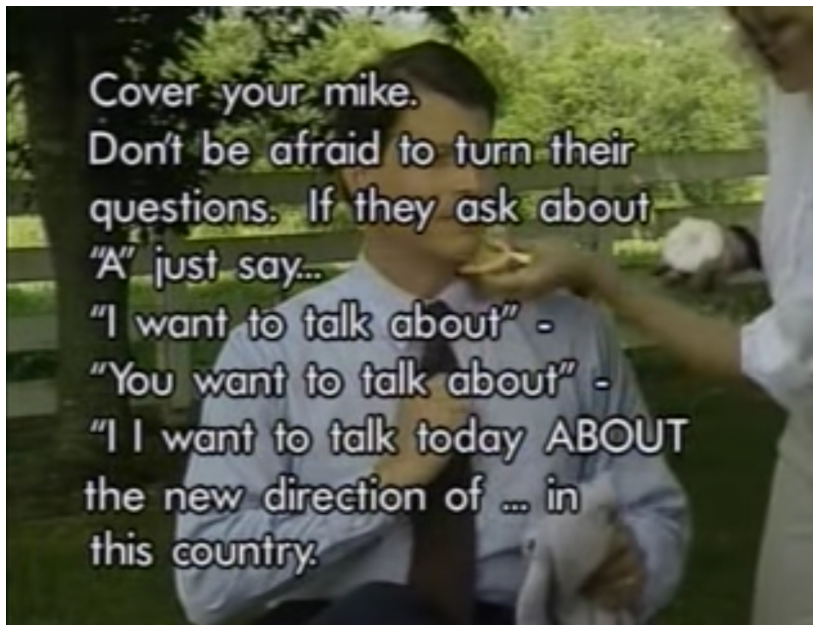 Cover your mike.
Don't be afraid to turn their
questions. If they ask about
"A" just say...
"I want to talk about" -
"You want to talk about" -
"I I want to talk today ABOUT
the new direction of ... in
this country.